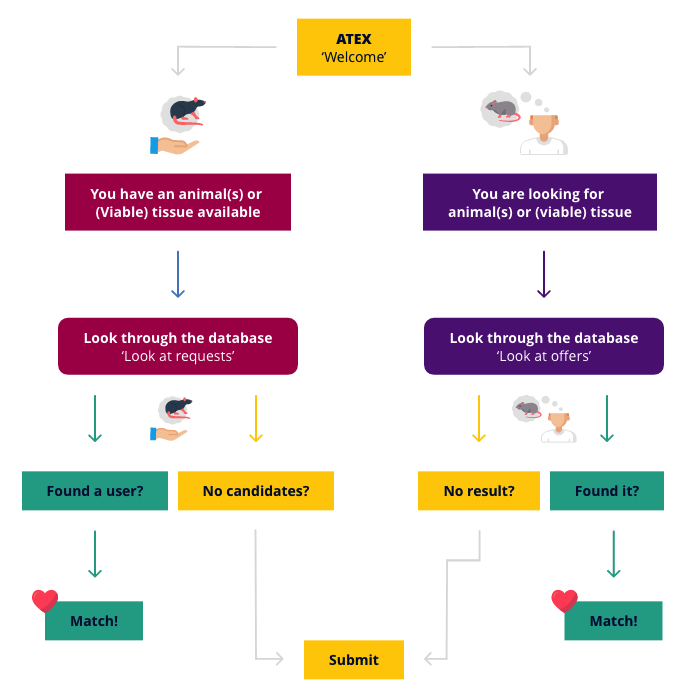 ATEX
‘Welcome’
You have an animal(s) or
(Viable) tissue available
You are looking for
animal(s) or (viable) tissue
Look through the database
‘Look at requests’
Look through the database
‘Look at offers’
Found a user?
No candidates?
No result?
Found it?
Match!
Match!
Submit